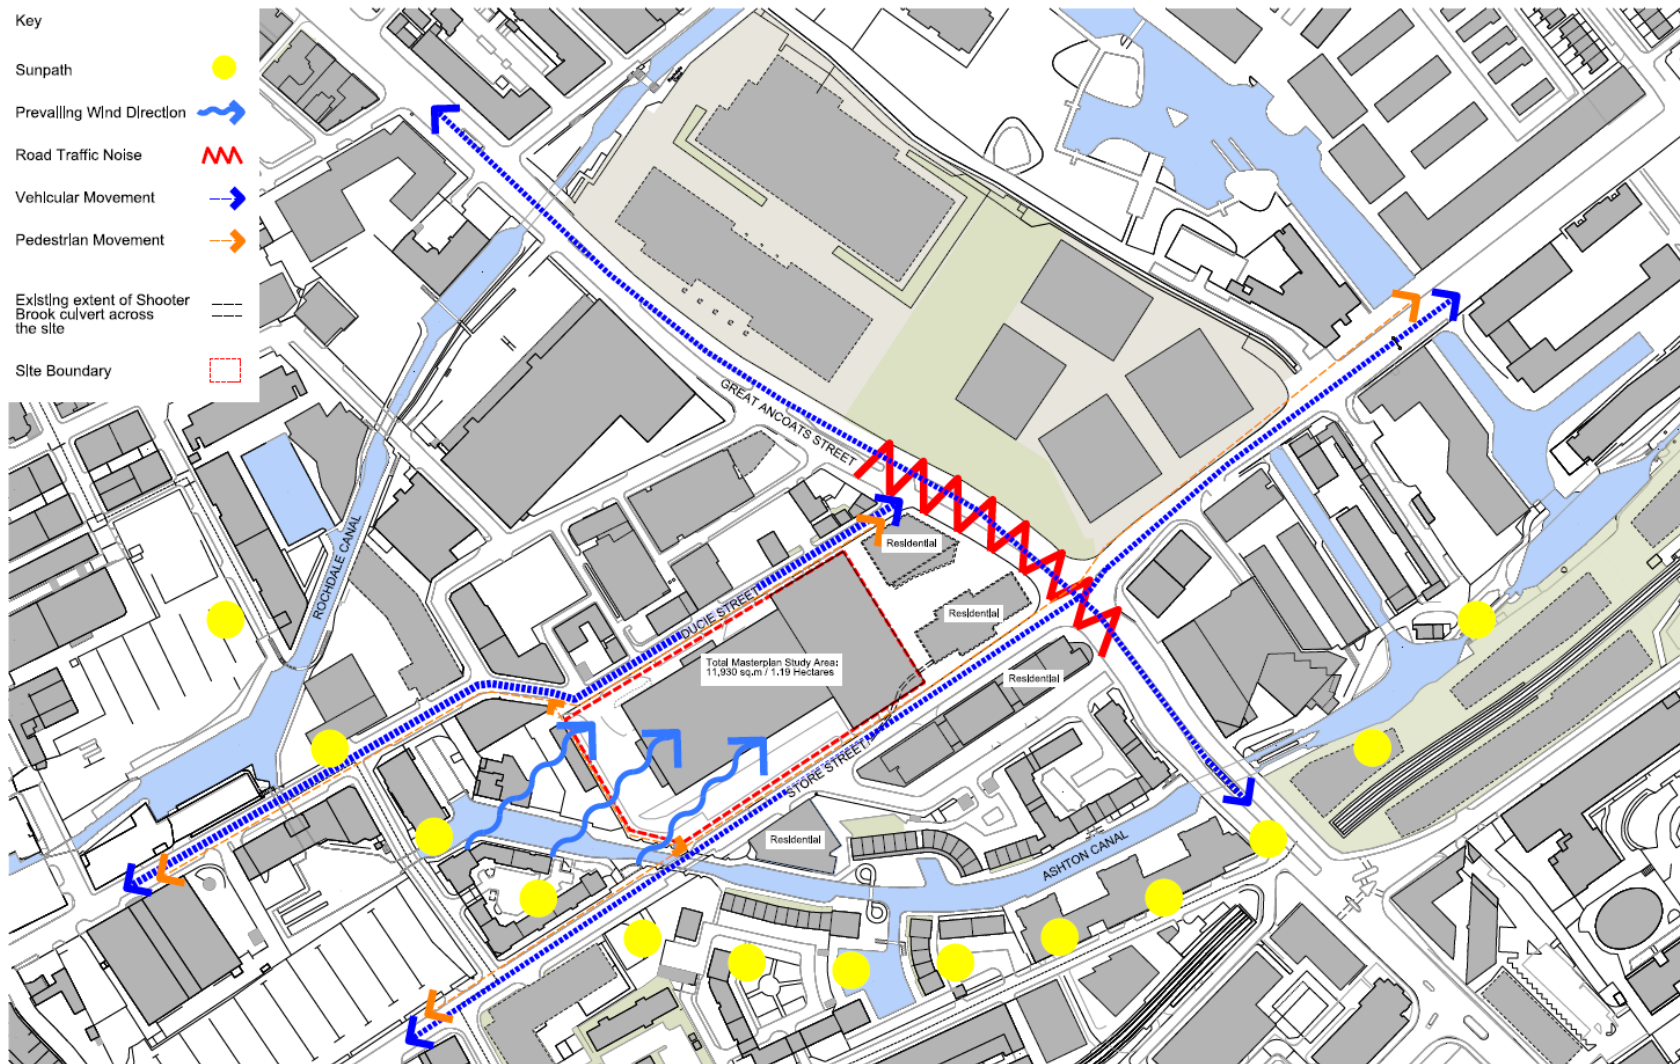 Key
Sunpath
Prevailing Wind Direction
Road Traffic Noise
Vehicular Movement
Pedestrian Movement
Existing extent of Shooter
Brook culvert across
the site
Site Boundary
GREAT ANCOATS STREET
ROCHDALE CANAL
DUCIE STREET
Residential
Residential
Total Masterplan Study Area:
11,930 sq.m / 1.19 Hectares
Residential
STORE STREET
Residential
ASHTON CANAL